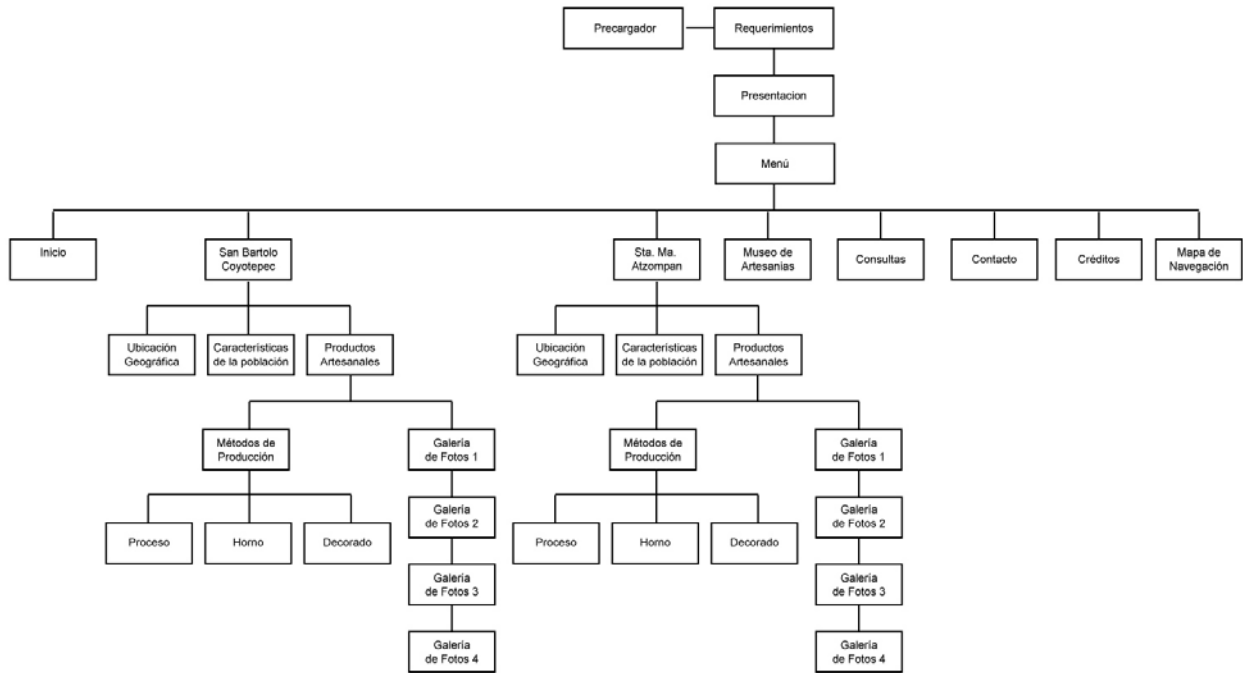 Precargador
Requerimientos
Presentacion
Menú
Inicio
San Bartolo
Coyotepec
Sta. Ma.
Atzompan
Museo de
Artesanias
Consultas
Contacto
Créditos
Mapa de
Navegación
Ubicación
Geográfica
Características
de la población
Productos
Artesanales
Ubicación
Geográfica
Características
de la población
Productos
Artesanales
Métodos de
Producción
Galería
de Fotos 1
Métodos de
Producción
Galería
de Fotos 1
Proceso
Horno
Decorado
Galería
de Fotos 2
Proceso
Horno
Decorado
Galería
de Fotos 2
Galería
de Fotos 3
Galería
de Fotos 3
Galería
de Fotos 4
Galería
de Fotos 4